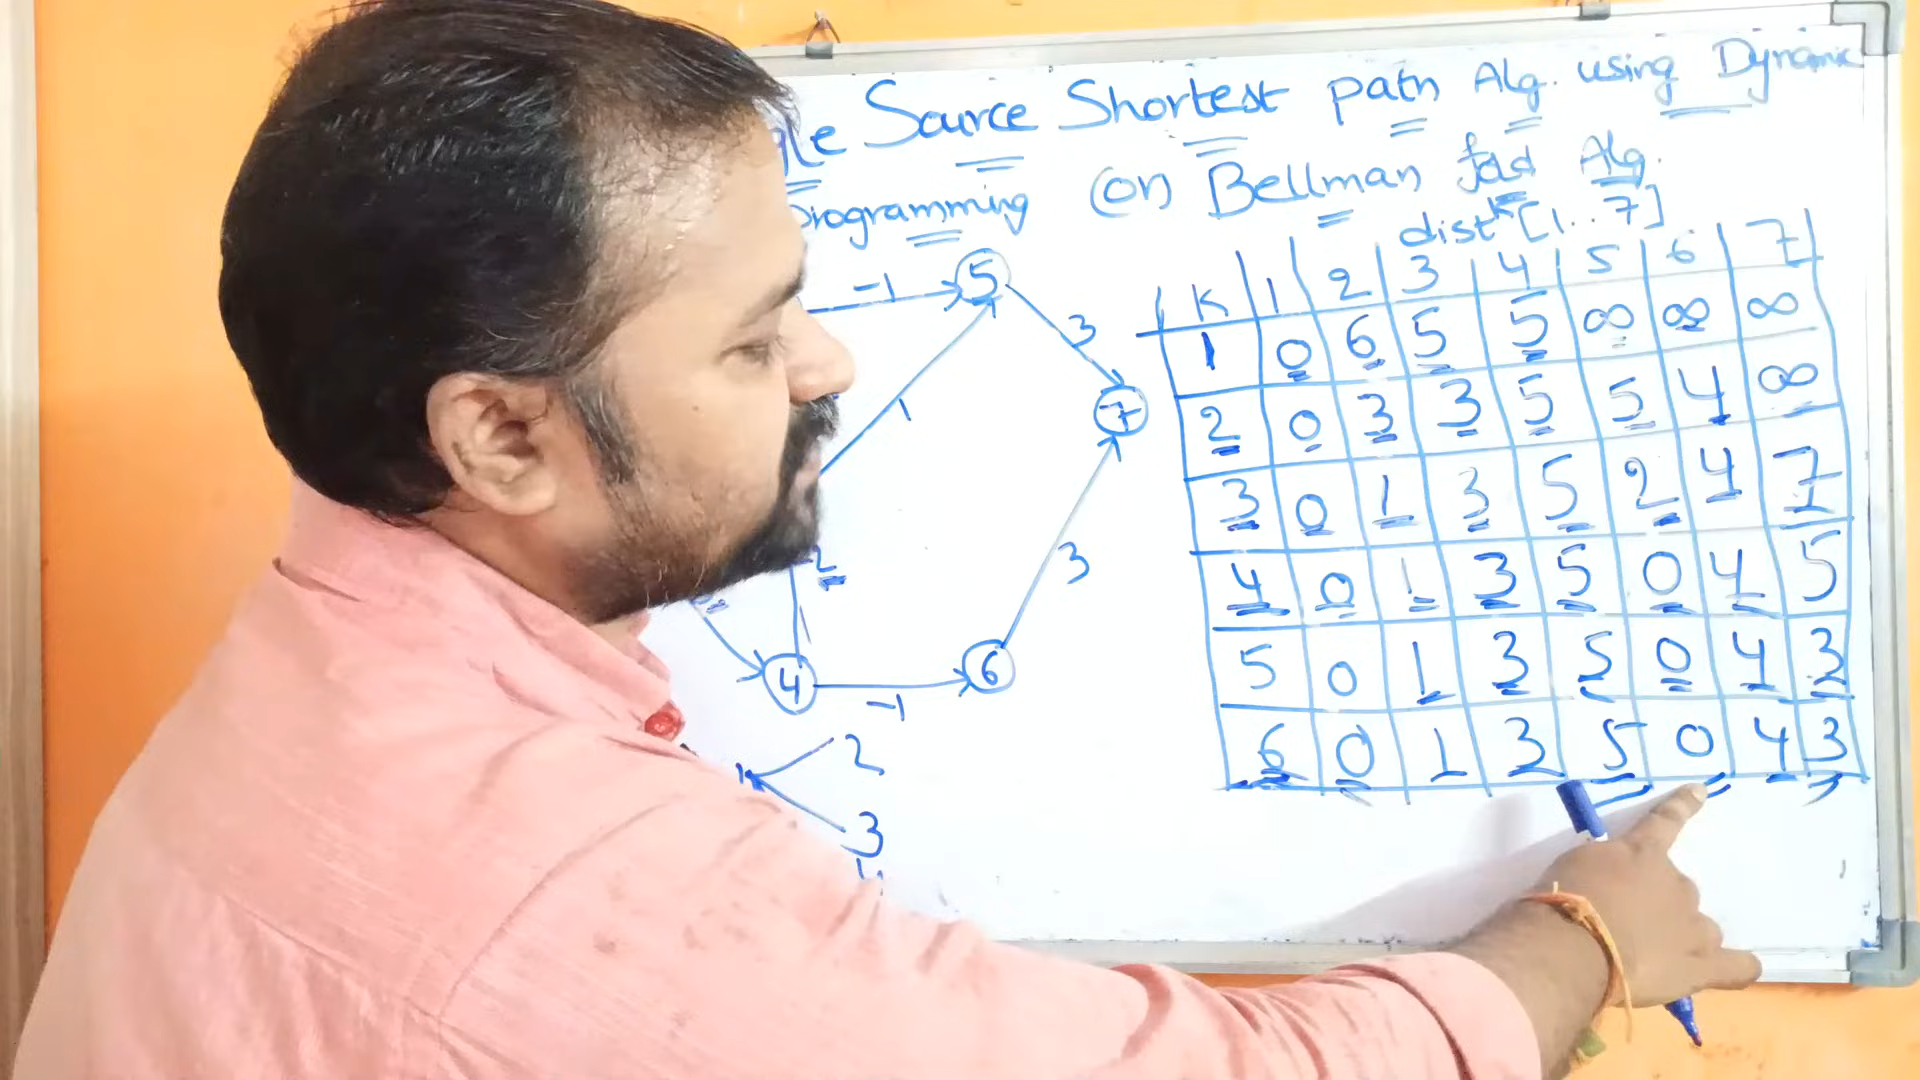 Source Shortest path Alg. using Dynamic
programming (or) Bellman ford Alg.
dist^k [1..7]
K 1 2 3 4 5 6 7
1 0 6 5 5 ∞ ∞ ∞
2 0 3 3 5 5 4 ∞
3 0 1 3 5 2 4 7
4 0 1 3 5 0 4 5
5 0 1 3 5 0 4 3
6 0 1 3 5 0 4 3
-1 5
3
1
7
3
4 6
-1
2
3